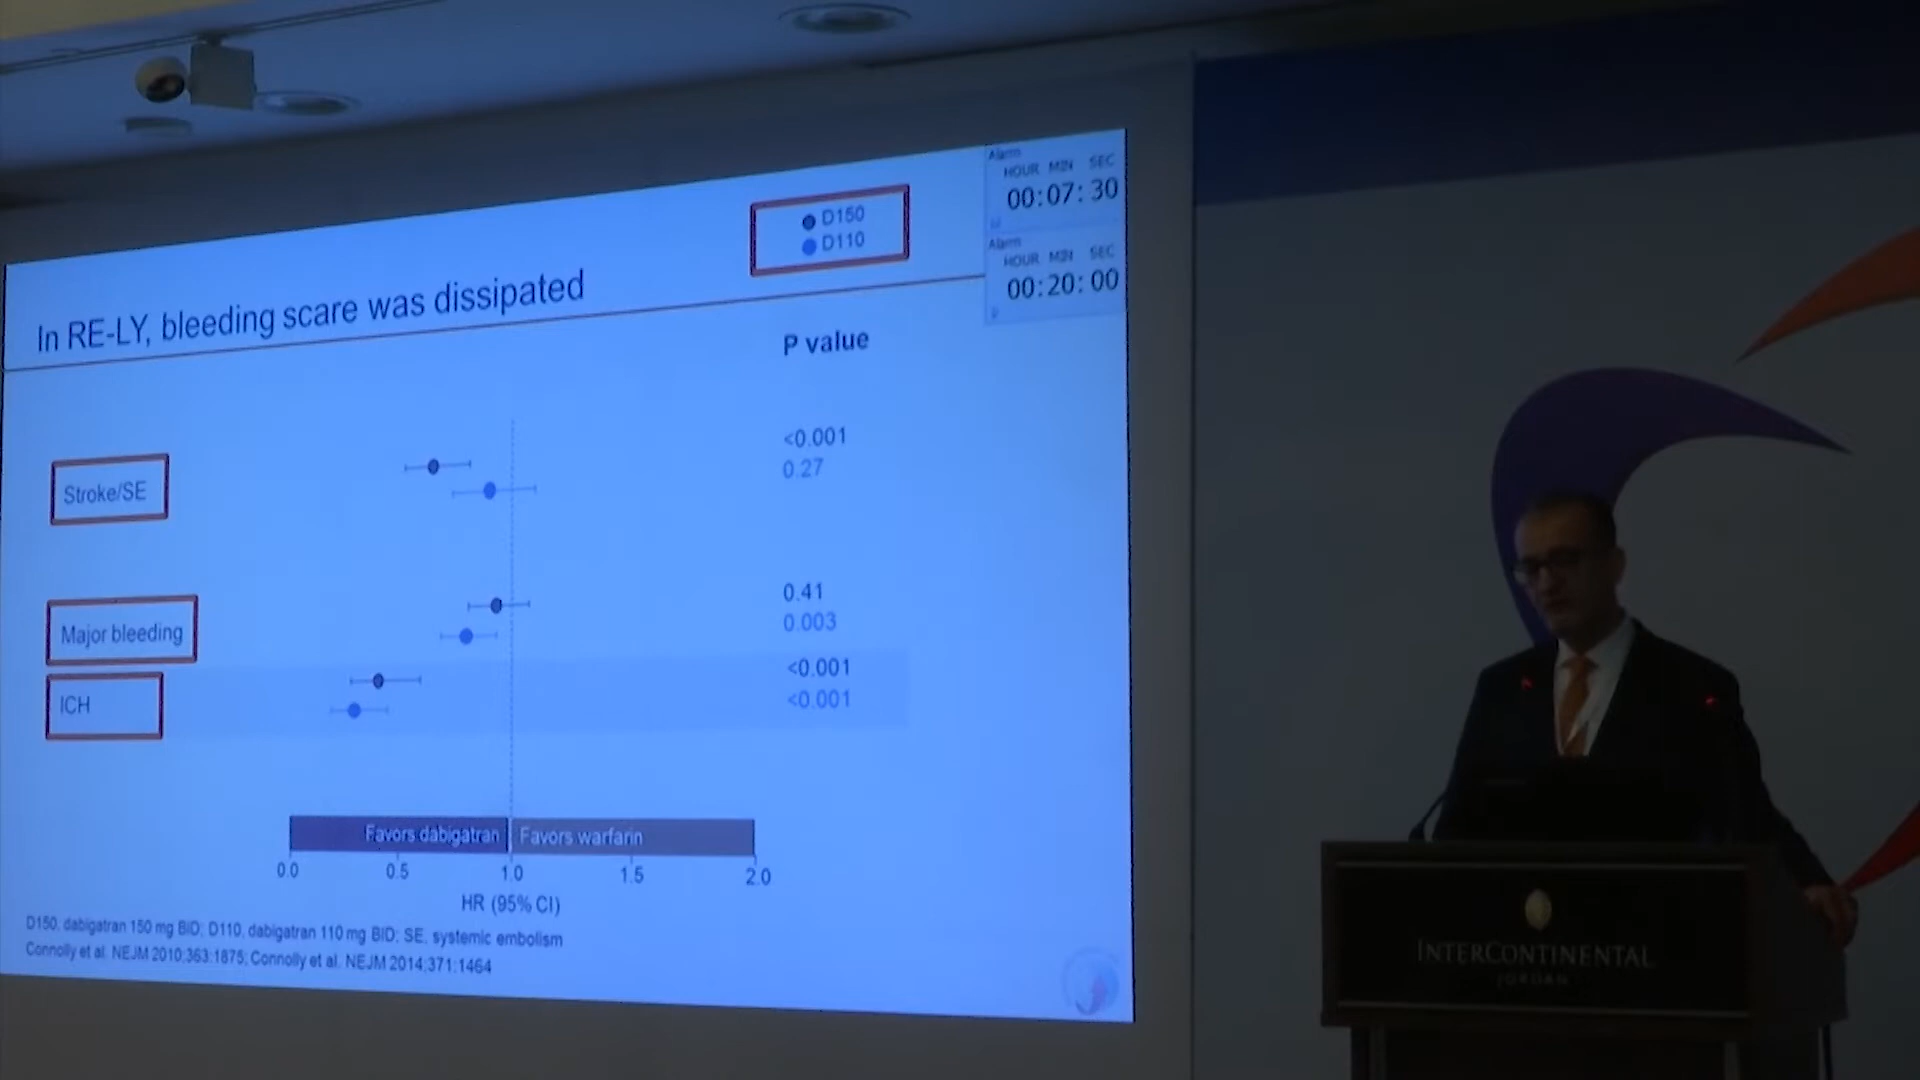 Alarm
HOUR MIN SEC
00:07:30
Alarm
HOUR MIN SEC
00:20:00
D150
D110
In RE-LY, bleeding scare was dissipated
P value
Stroke/SE
<0.001
0.27
Major bleeding
0.41
0.003
ICH
<0.001
<0.001
Favors dabigatran
Favors warfarin
0.0 0.5 1.0 1.5 2.0
HR (95% CI)
D150, dabigatran 150 mg BID; D110, dabigatran 110 mg BID; SE, systemic embolism
Connolly et al. NEJM 2010;363:1875; Connolly et al. NEJM 2014;371:1464
INTERCONTINENTAL
JORDAN